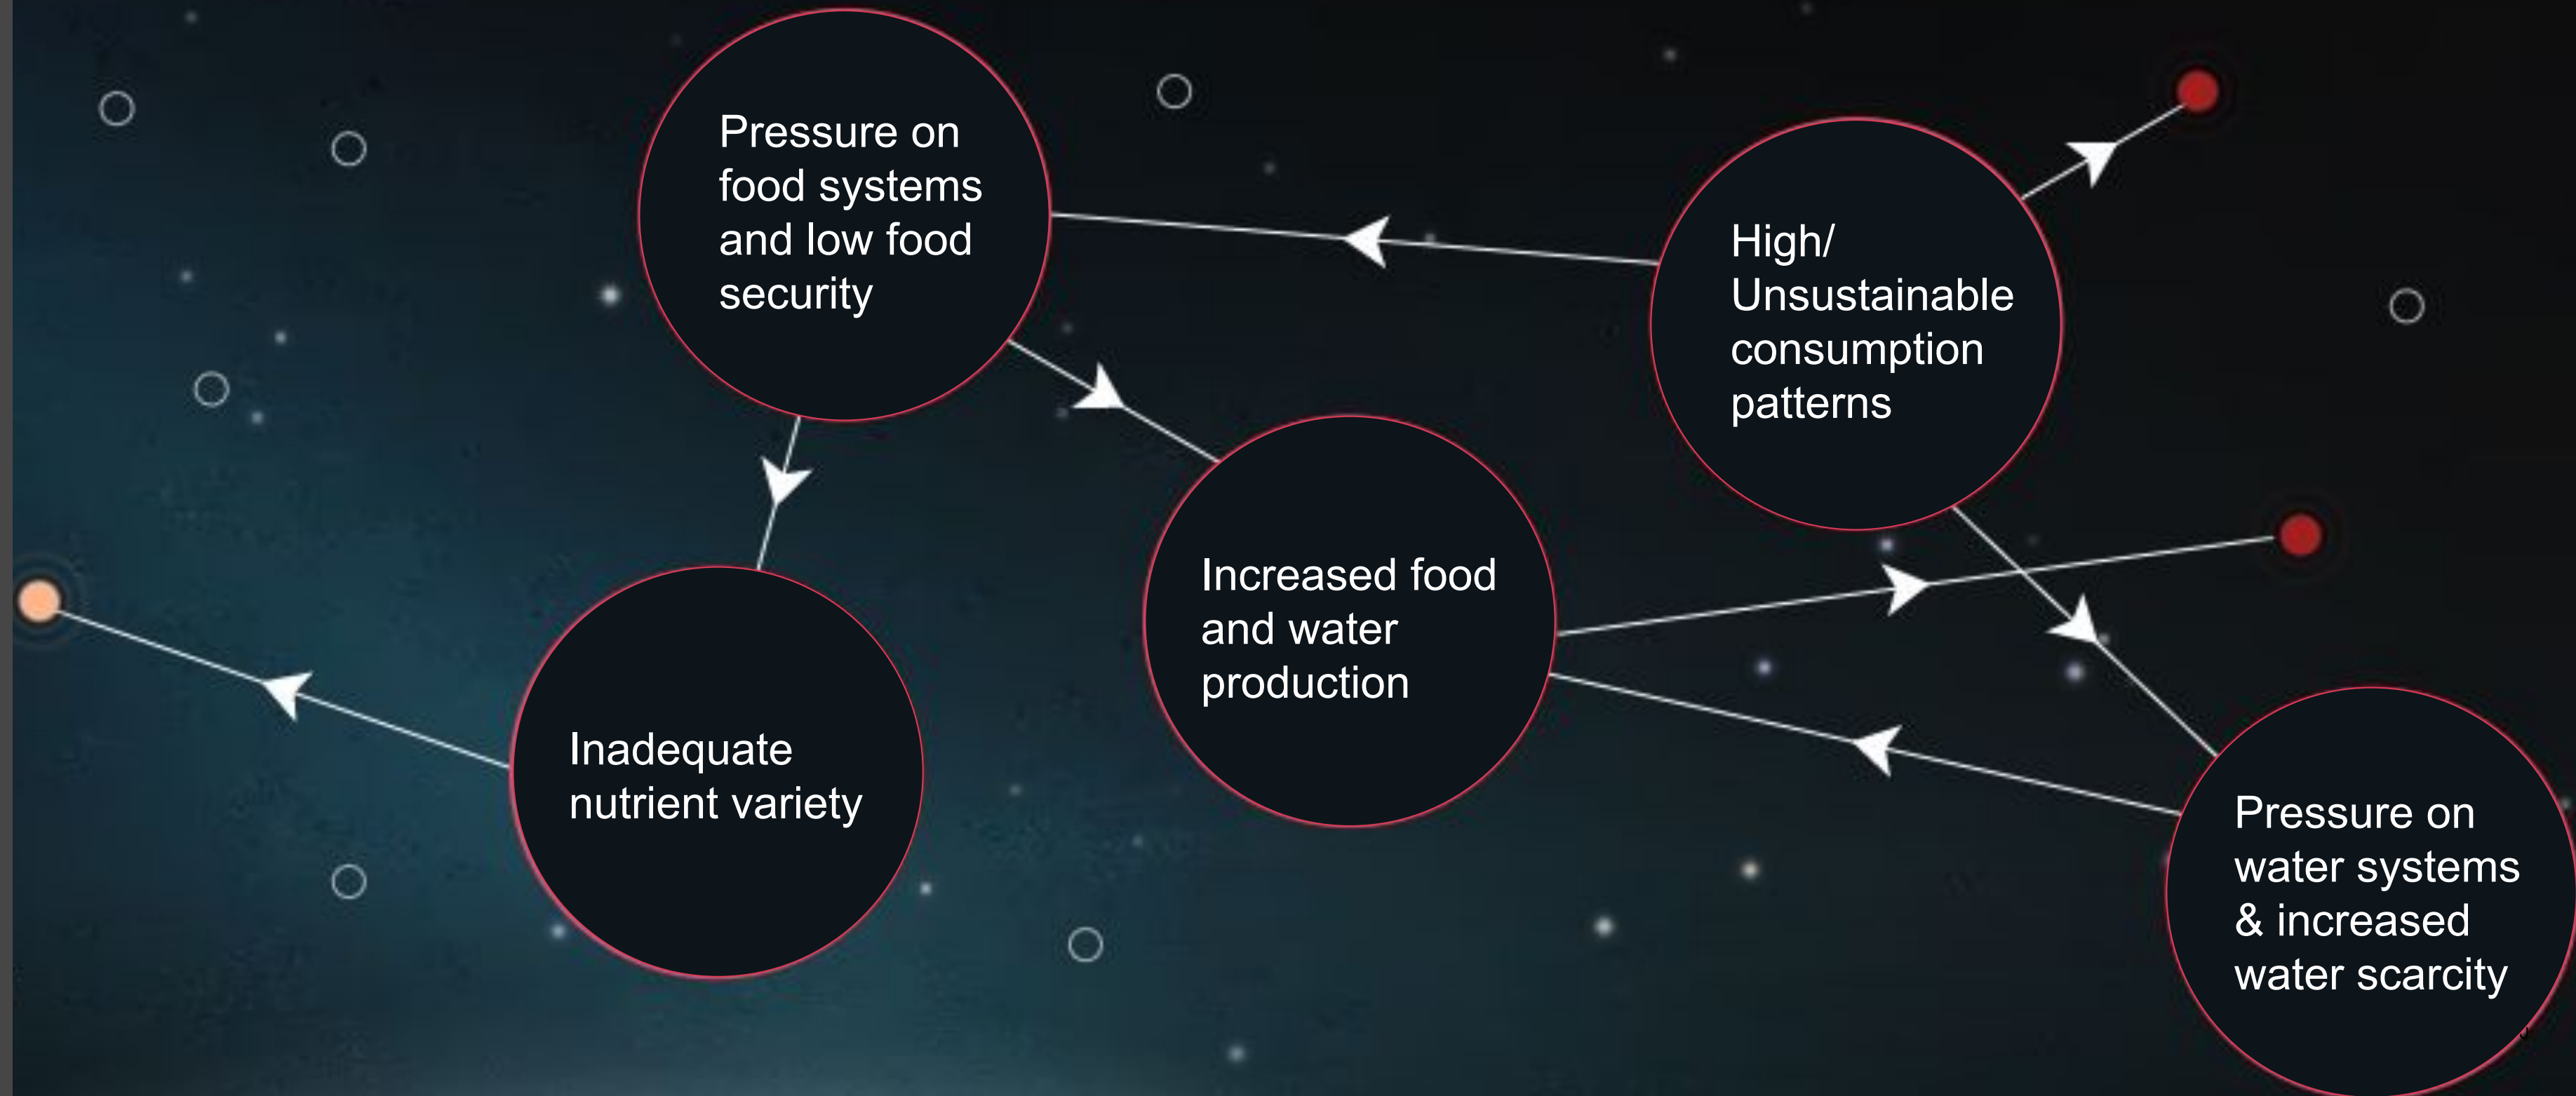 Pressure on
food systems
and low food
security
High/
Unsustainable
consumption
patterns
Increased food
and water
production
Inadequate
nutrient variety
Pressure on
water systems
& increased
water scarcity